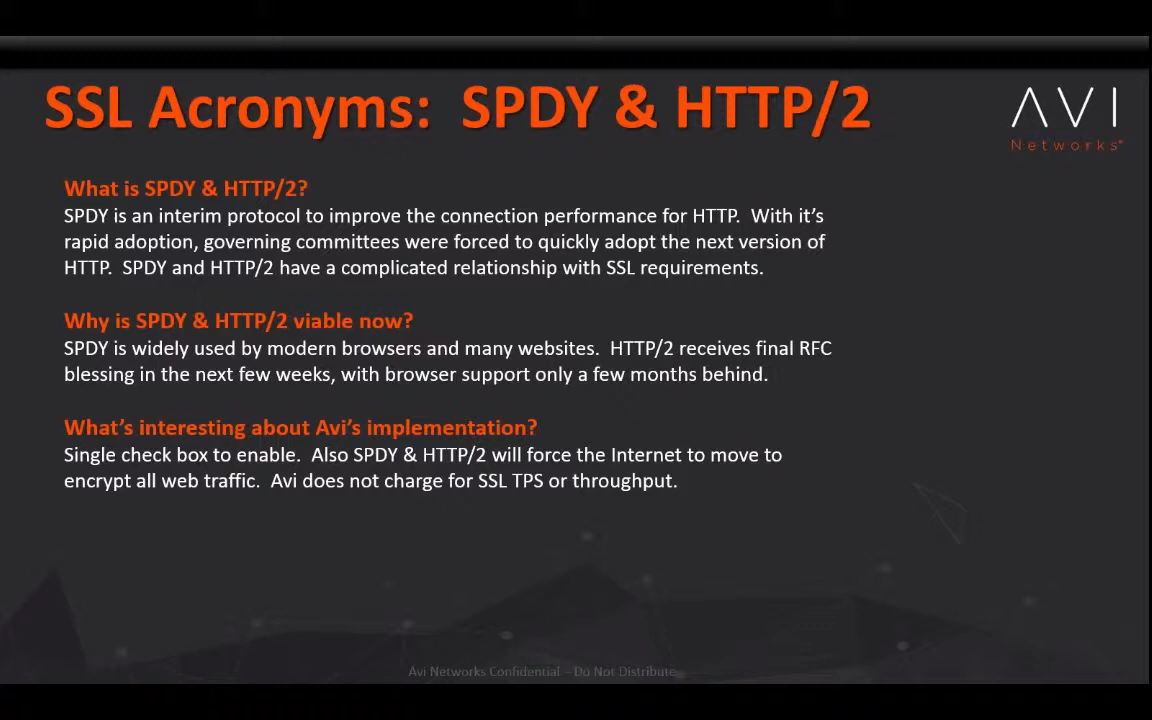 SSL Acronyms:  SPDY & HTTP/2
AVI
Networks®
What is SPDY & HTTP/2?
SPDY is an interim protocol to improve the connection performance for HTTP.  With it’s
rapid adoption, governing committees were forced to quickly adopt the next version of
HTTP.  SPDY and HTTP/2 have a complicated relationship with SSL requirements.
Why is SPDY & HTTP/2 viable now?
SPDY is widely used by modern browsers and many websites.  HTTP/2 receives final RFC
blessing in the next few weeks, with browser support only a few months behind.
What’s interesting about Avi’s implementation?
Single check box to enable.  Also SPDY & HTTP/2 will force the Internet to move to
encrypt all web traffic.  Avi does not charge for SSL TPS or throughput.
Avi Networks Confidential – Do Not Distribute